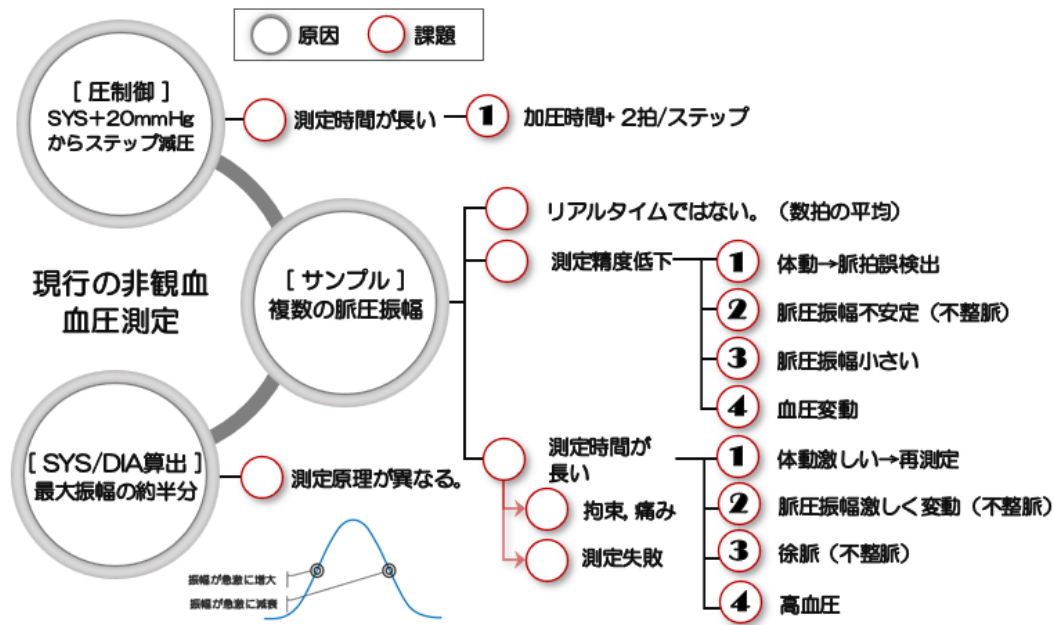 原因
課題
[ 圧制御 ]
SYS+20mmHg
からステップ減圧
測定時間が長い
1
加圧時間+ 2拍/ステップ
現行の非観血
血圧測定
[ サンプル ]
複数の脈圧振幅
リアルタイムではない。（数拍の平均）
測定精度低下
1
体動→脈拍誤検出
2
脈圧振幅不安定（不整脈）
3
脈圧振幅小さい
4
血圧変動
測定時間が
長い
拘束, 痛み
測定失敗
1
体動激しい→再測定
2
脈圧振幅激しく変動（不整脈）
3
徐脈（不整脈）
4
高血圧
[ SYS/DIA算出 ]
最大振幅の約半分
測定原理が異なる。
振幅が急激に増大
振幅が急激に減衰